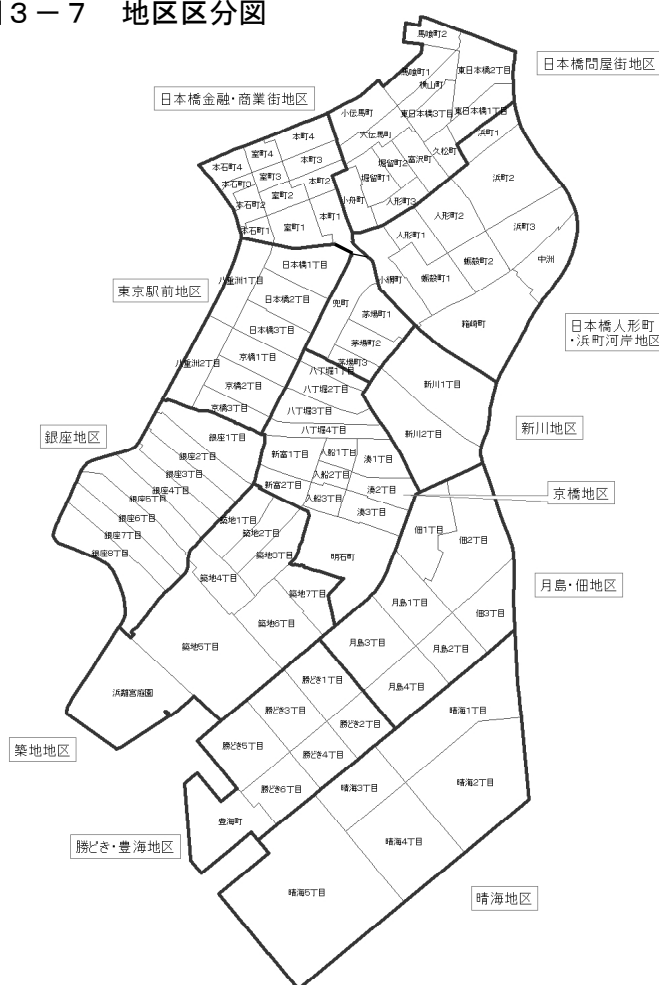 図3－7　地区区分図
馬喰町2
日本橋問屋街地区
馬喰町1
東日本橋2丁目
横山町
日本橋金融・商業街地区
小伝馬町
東日本橋3丁目
東日本橋1丁目
大伝馬町
浜町1
本町4
室町4
久松町
本町3
堀留町2
富沢町
本石町4
室町3
堀留町1
浜町2
本石町3
本町2
室町2
小舟町
人形町3
本石町2
本町1
人形町2
室町1
浜町3
本石町1
人形町1
日本橋1丁目
中洲
蛎殻町2
東京駅前地区
八重洲1丁目
小網町
蛎殻町1
日本橋2丁目
兜町
茅場町1
箱崎町
日本橋人形町
・浜町河岸地区
日本橋3丁目
茅場町2
京橋1丁目
八重洲2丁目
茅場町3
八丁堀1丁目
京橋2丁目
八丁堀2丁目
新川1丁目
京橋3丁目
八丁堀3丁目
新川地区
銀座地区
銀座1丁目
八丁堀4丁目
新川2丁目
銀座2丁目
新富1丁目
入船1丁目
湊1丁目
銀座3丁目
入船2丁目
新富2丁目
銀座4丁目
湊2丁目
京橋地区
銀座5丁目
入船3丁目
湊3丁目
銀座6丁目
築地1丁目
佃1丁目
銀座7丁目
築地2丁目
佃2丁目
銀座8丁目
築地3丁目
明石町
築地4丁目
月島・佃地区
築地7丁目
月島1丁目
佃3丁目
築地6丁目
築地5丁目
月島3丁目
月島2丁目
勝どき1丁目
月島4丁目
浜離宮庭園
勝どき3丁目
晴海1丁目
勝どき2丁目
築地地区
勝どき5丁目
勝どき4丁目
勝どき6丁目
晴海3丁目
晴海2丁目
豊海町
勝どき・豊海地区
晴海4丁目
晴海5丁目
晴海地区